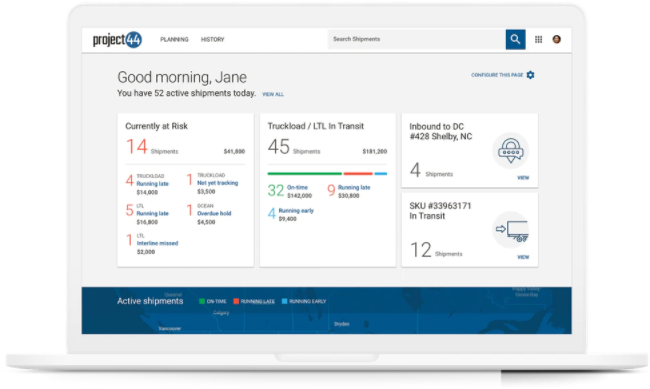 project44 PLANNING HISTORY Search Shipments
Good morning, Jane
CONFIGURE THIS PAGE
You have 52 active shipments today. VIEW ALL
Currently at Risk
14 Shipments $41,800
4 TRUCKLOAD
Running late
$14,800
1 TRUCKLOAD
Not yet tracking
$3,500
5 LTL
Running late
$16,800
1 OCEAN
Overdue hold
$4,500
1 LTL
Interline missed
$2,000
Truckload / LTL In Transit
45 Shipments $181,200
32 On-time
$142,000
9 Running late
$30,800
4 Running early
$9,400
Inbound to DC
#428 Shelby, NC
4 Shipments
VIEW
SKU #33963171
In Transit
12 Shipments
VIEW
Active shipments ON-TIME RUNNING LATE RUNNING EARLY
Calgary
Vancouver
Dryden